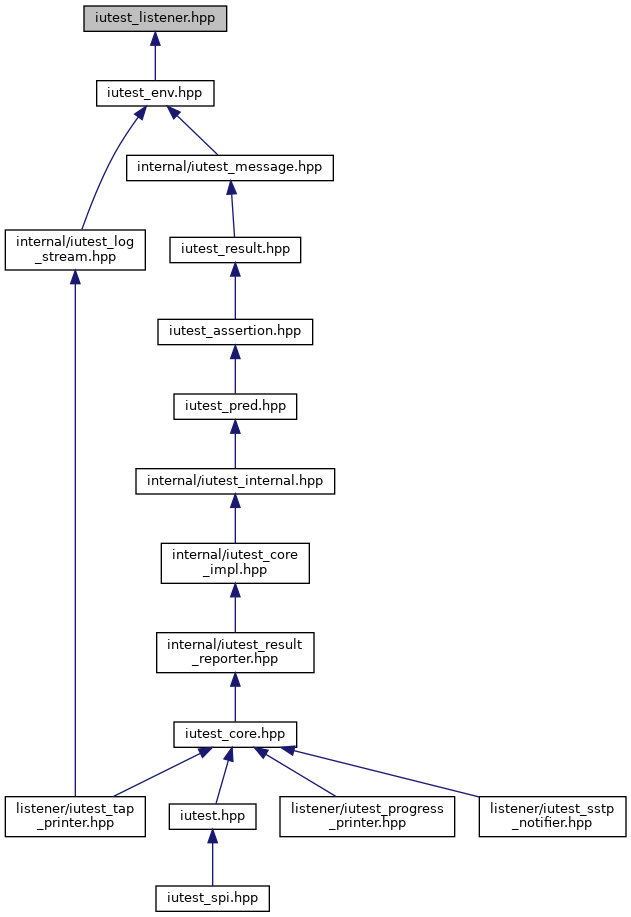 iutest_listener.hpp
iutest_env.hpp
internal/iutest_message.hpp
internal/iutest_log
_stream.hpp
iutest_result.hpp
iutest_assertion.hpp
iutest_pred.hpp
internal/iutest_internal.hpp
internal/iutest_core
_impl.hpp
internal/iutest_result
_reporter.hpp
iutest_core.hpp
listener/iutest_tap
_printer.hpp
iutest.hpp
listener/iutest_progress
_printer.hpp
listener/iutest_sstp
_notifier.hpp
iutest_spi.hpp